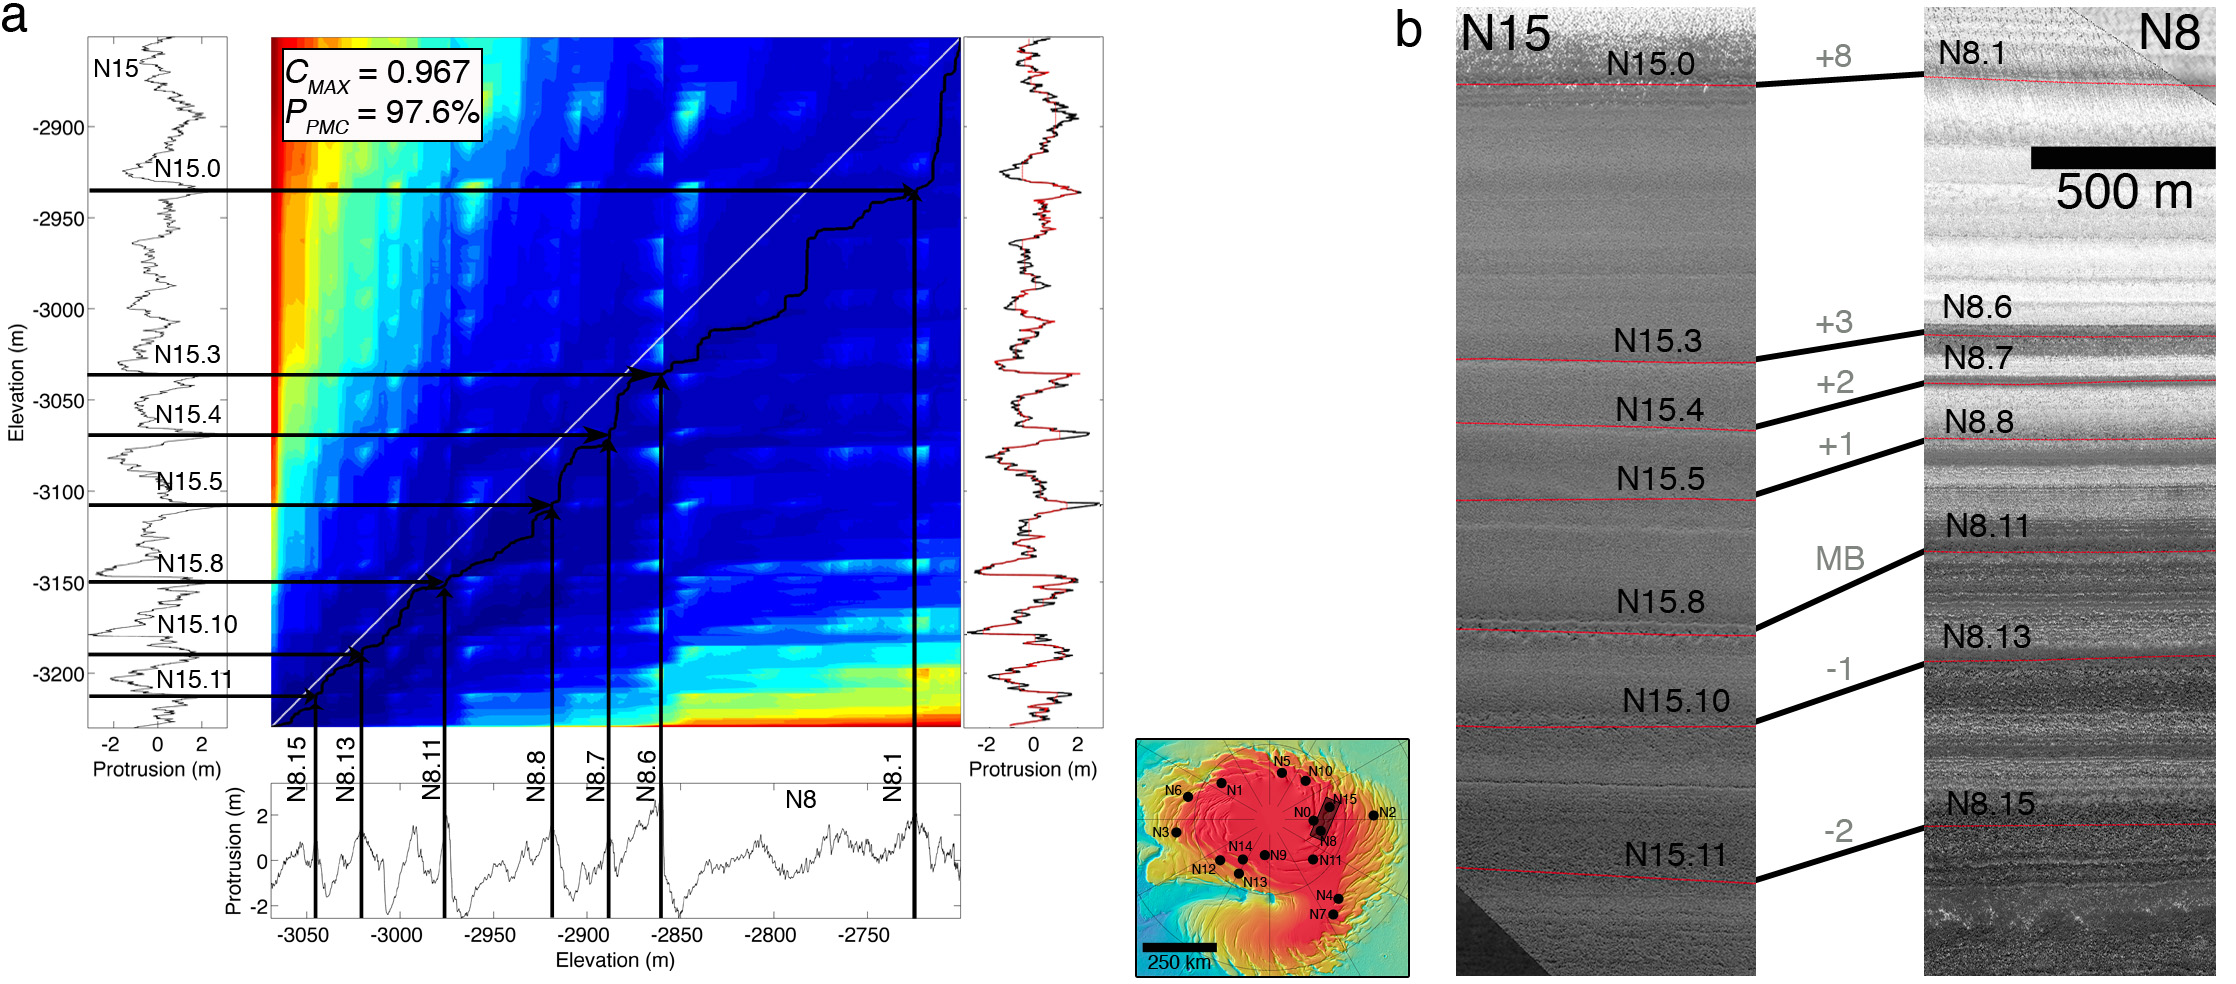 a
N15
C MAX = 0.967
P PMC = 97.6%
Elevation (m)
-2900
-2950
-3000
-3050
-3100
-3150
-3200
N15.0
N15.3
N15.4
N15.5
N15.8
N15.10
N15.11
-2 0 2
Protrusion (m)
-2 0 2
Protrusion (m)
N8.15
N8.13
N8.11
N8.8
N8.7
N8.6
N8.1
N8
Protrusion (m)
2
0
-2
-3050 -3000 -2950 -2900 -2850 -2800 -2750
Elevation (m)
N5
N10
N6
N1
N15
N0
N2
N3
N8
N14
N9
N11
N12
N13
N4
N7
250 km
b
N15
N8
N15.0
+8
N8.1
500 m
N15.3
+3
N8.6
N15.4
+2
N8.7
N15.5
+1
N8.8
N15.8
MB
N8.11
N15.10
-1
N8.13
N15.11
-2
N8.15